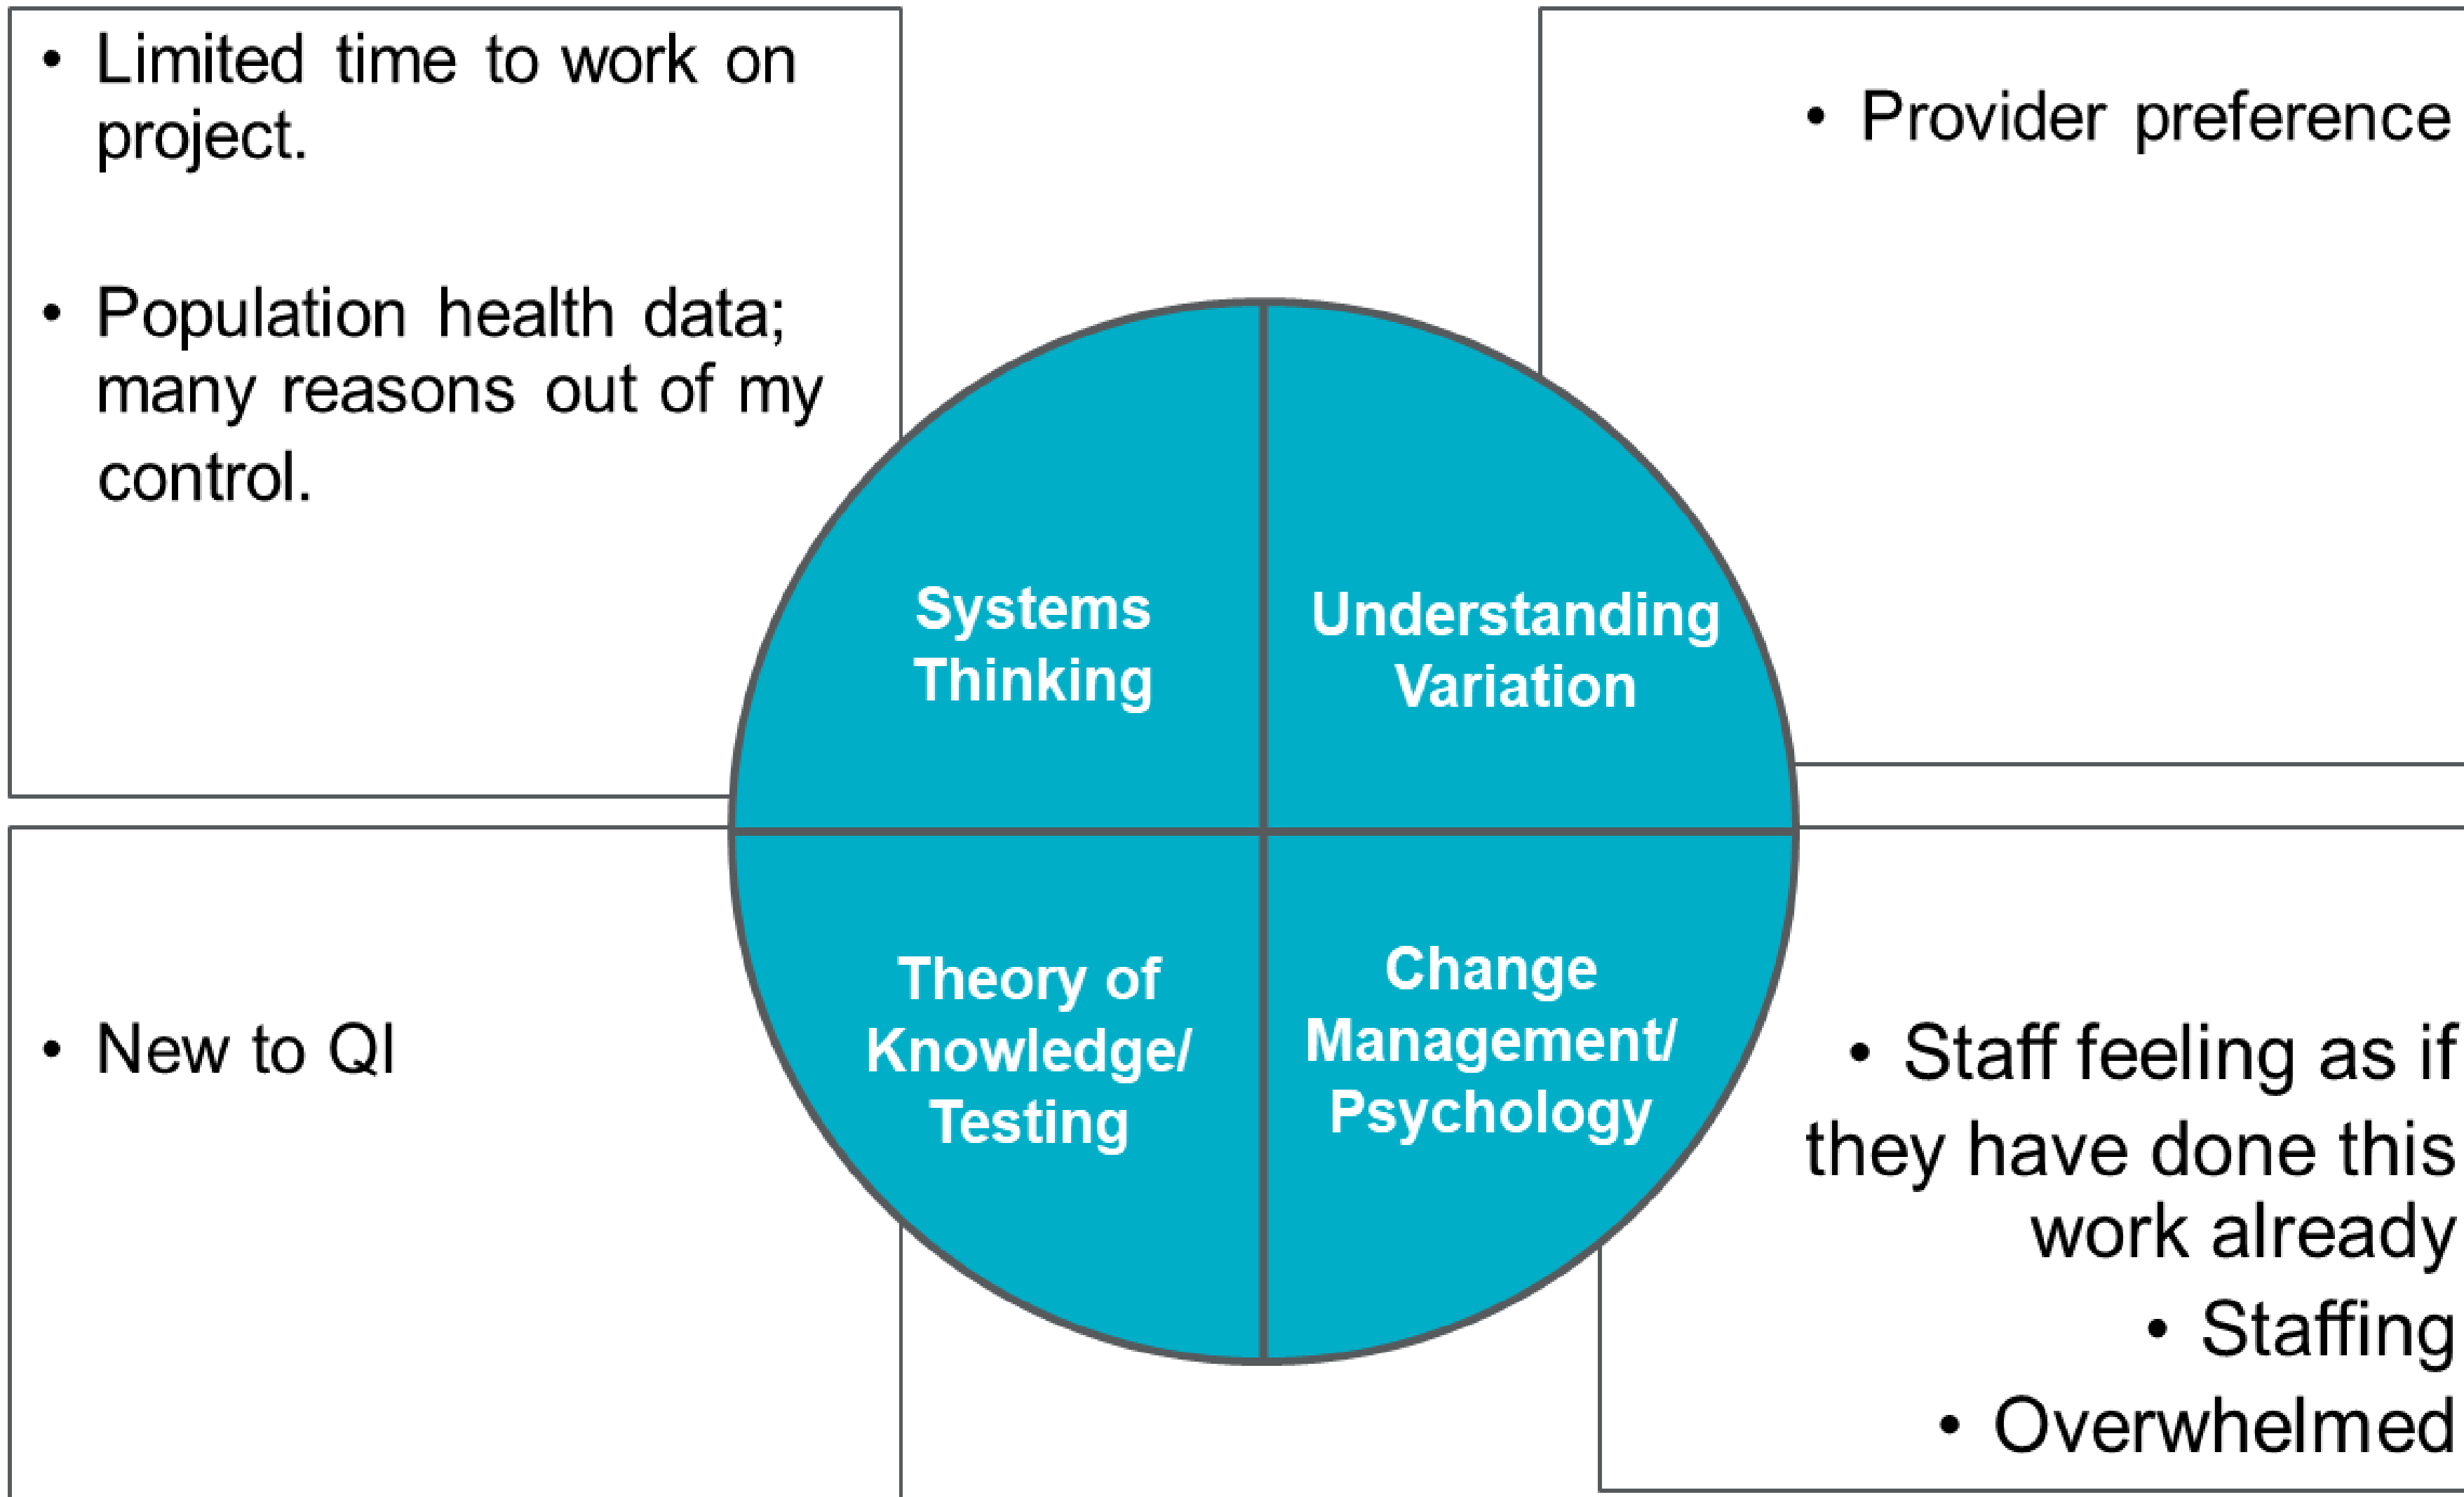 • Limited time to work on
project.
• Population health data;
many reasons out of my
control.
• Provider preference
Systems
Thinking
Understanding
Variation
Theory of
Knowledge/
Testing
Change
Management/
Psychology
• New to QI
• Staff feeling as if
they have done this
work already
• Staffing
• Overwhelmed